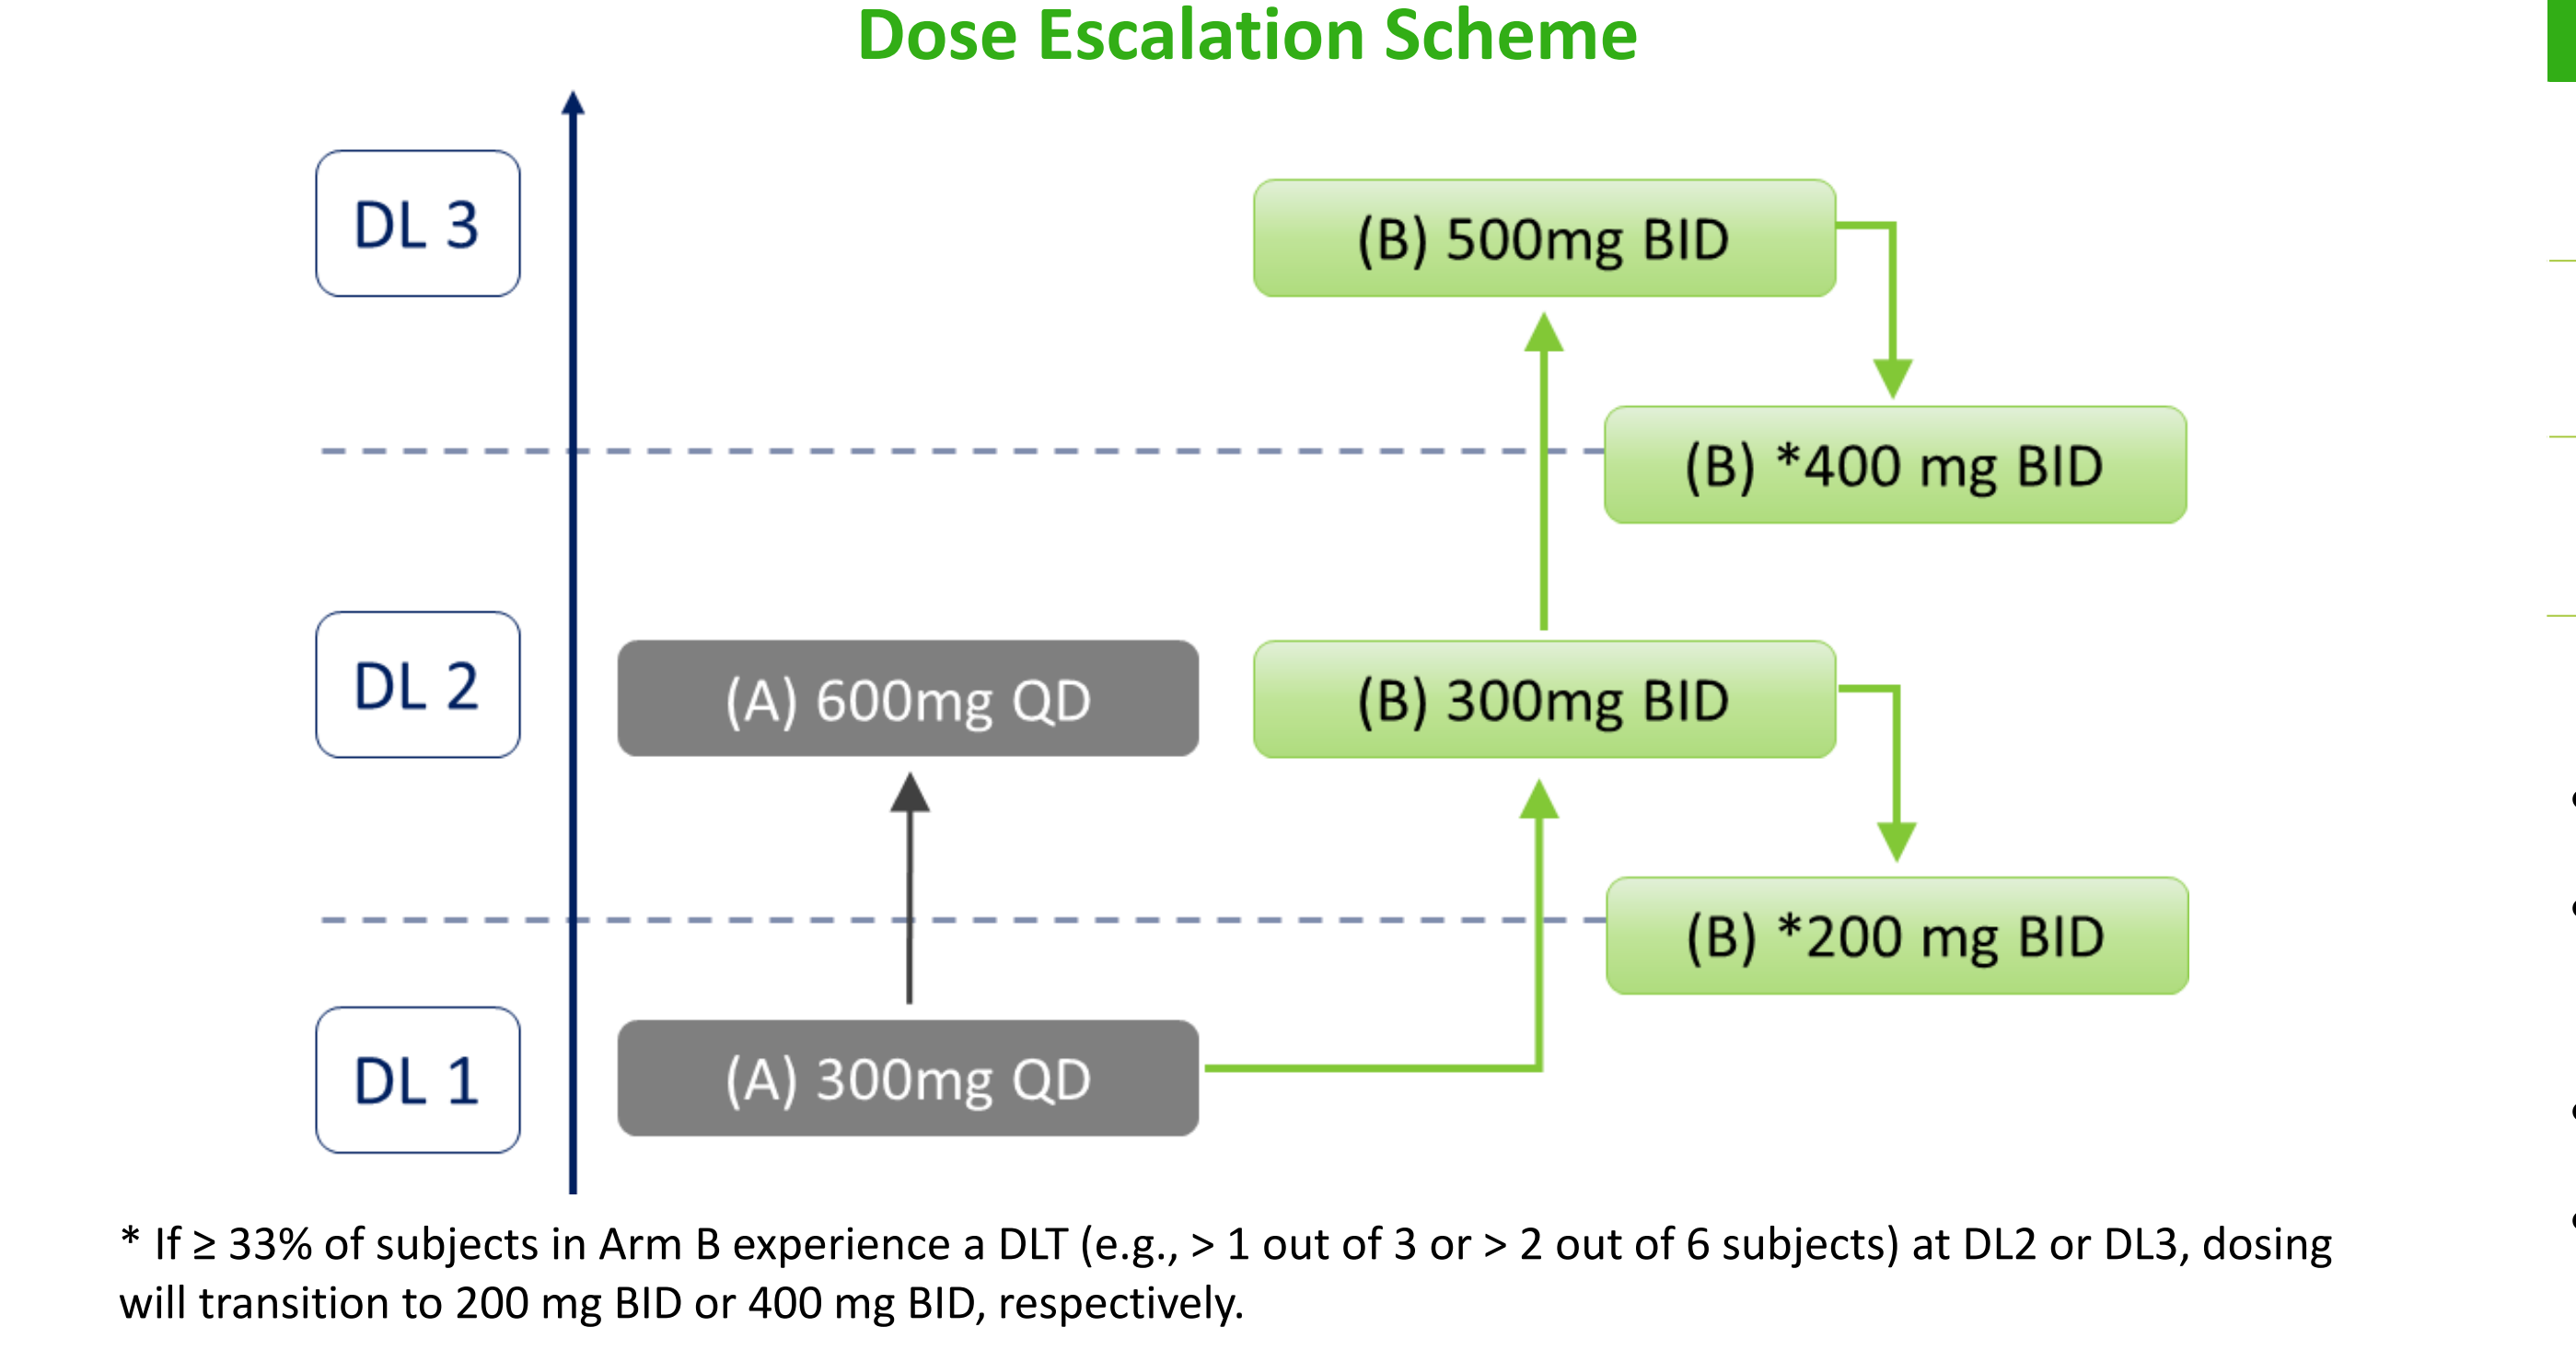 Dose Escalation Scheme
DL 3
(B) 500mg BID
(B) *400 mg BID
DL 2
(A) 600mg QD
(B) 300mg BID
(B) *200 mg BID
DL 1
(A) 300mg QD
* If ≥ 33% of subjects in Arm B experience a DLT (e.g., > 1 out of 3 or > 2 out of 6 subjects) at DL2 or DL3, dosing
will transition to 200 mg BID or 400 mg BID, respectively.